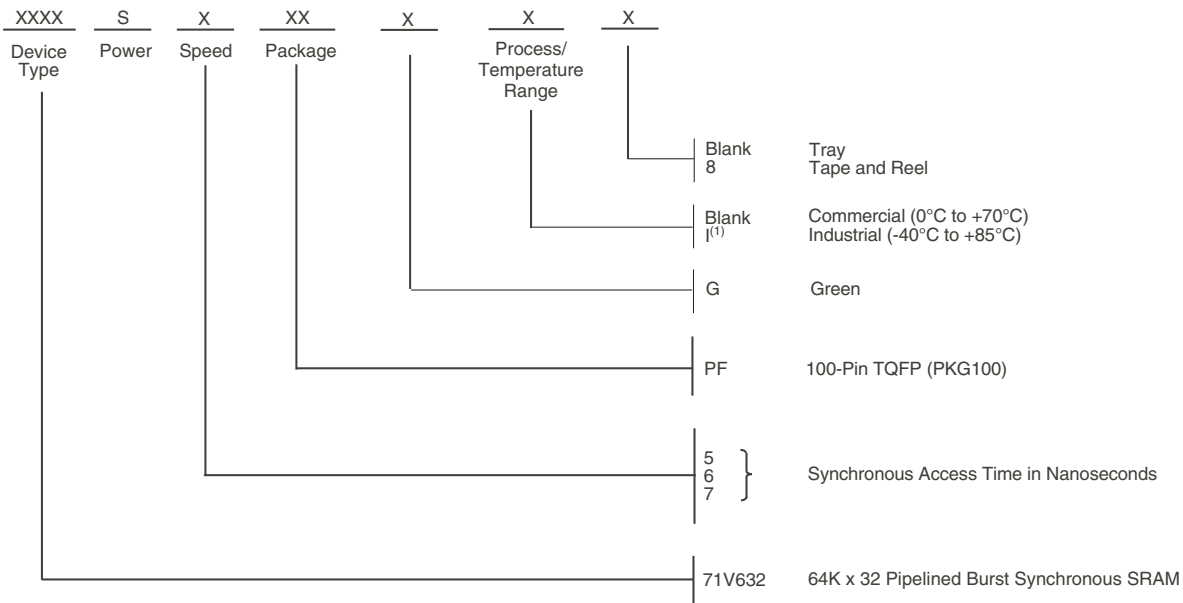 XXXX S X XX X X X
Device Type Power Speed Package Process/ Temperature Range
Blank Tray
8 Tape and Reel
Blank Commercial (0°C to +70°C)
I(1) Industrial (-40°C to +85°C)
G Green
PF 100-Pin TQFP (PKG100)
5
6 Synchronous Access Time in Nanoseconds
7
71V632 64K x 32 Pipelined Burst Synchronous SRAM